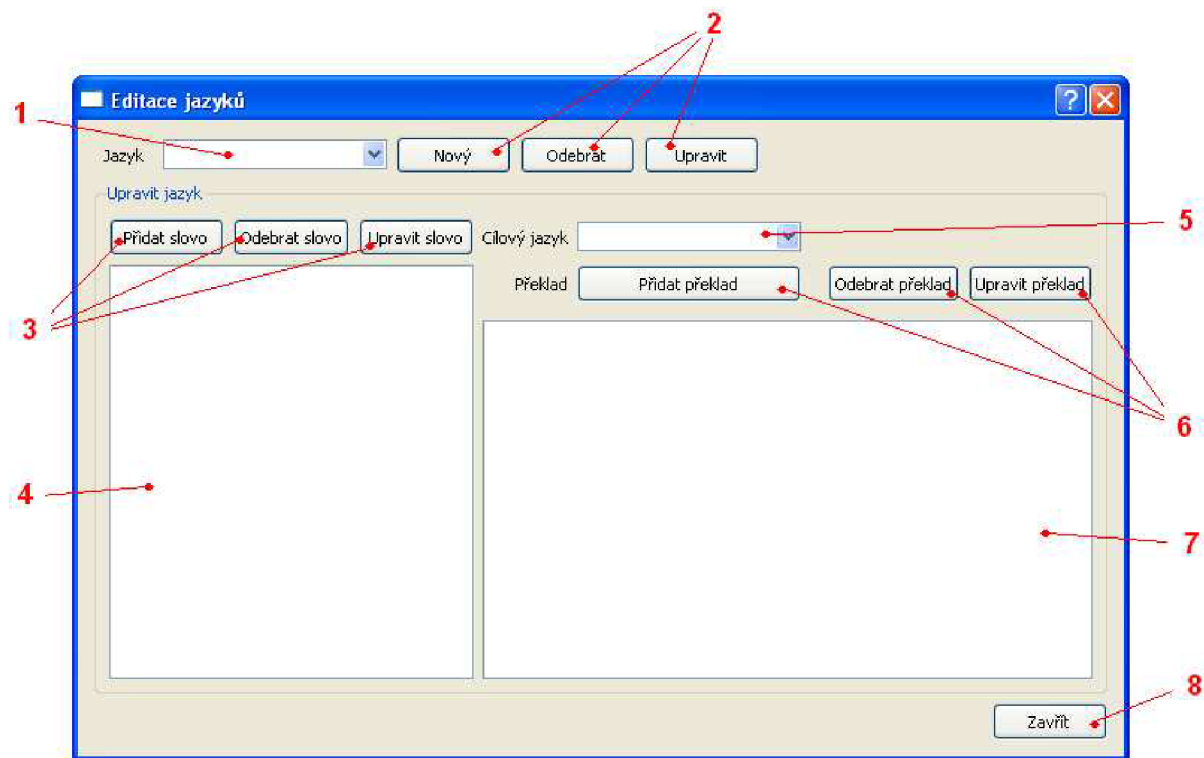 2
Editace jazyků
1
Jazyk Nový Odebrat Upravit
Upravit jazyk
5
Přidat slovo Odebrat slovo Upravit slovo Cílový jazyk
Překlad Přidat překlad Odebrat překlad Upravit překlad
3
6
4
7
8
Zavřít